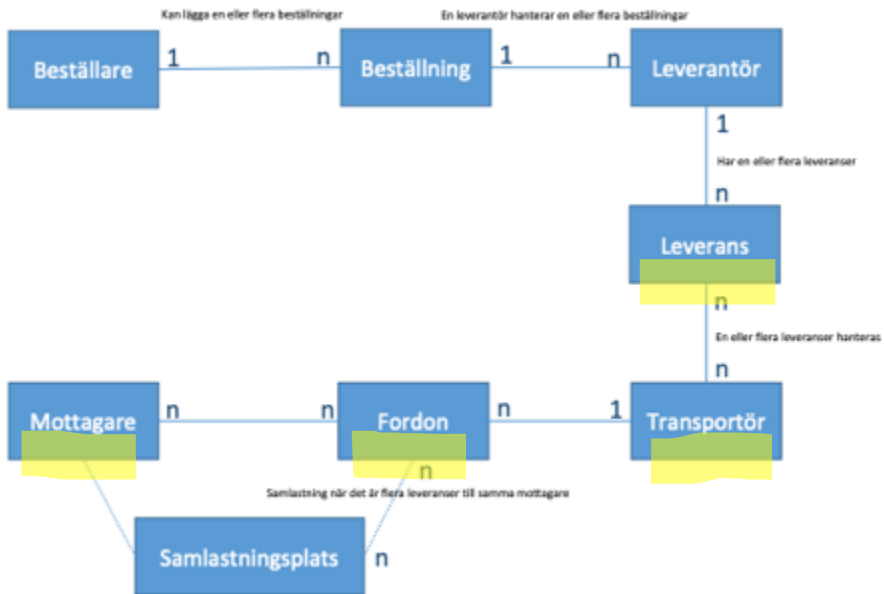 Kan lägga en eller flera beställningar
En leverantör hanterar en eller flera beställningar
Beställare
1
n
Beställning
1
n
Leverantör
1
Har en eller flera leveranser
n
Leverans
n
En eller flera leveranser hanteras
n
Mottagare
n
n
Fordon
n
1
Transportör
n
Samlastning när det är flera leveranser till samma mottagare
Samlastningsplats
n